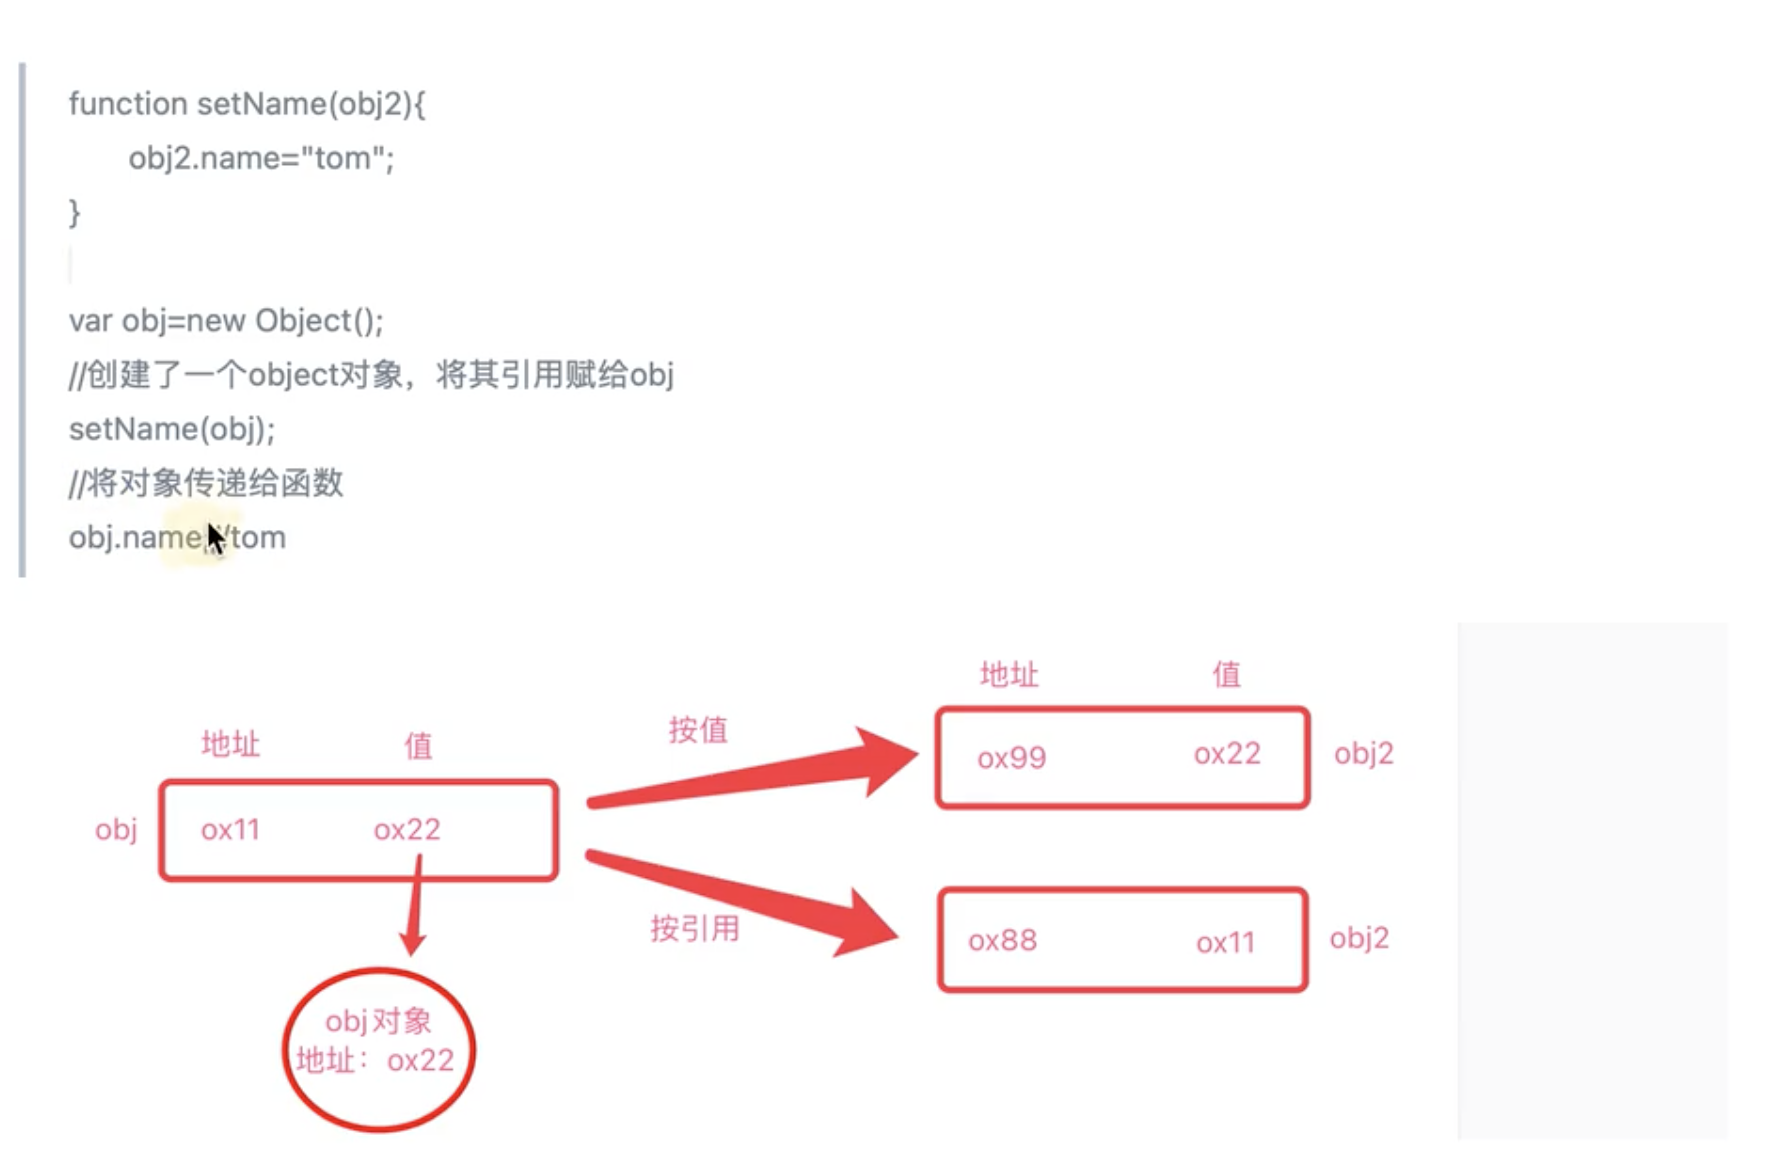 function setName(obj2){
obj2.name="tom";
}
var obj=new Object();
//创建了一个object对象，将其引用赋给obj
setName(obj);
//将对象传递给函数
obj.name//tom
地址 值
按值
ox99 ox22 obj2
地址 值
obj ox11 ox22
按引用
ox88 ox11 obj2
obj对象
地址：ox22